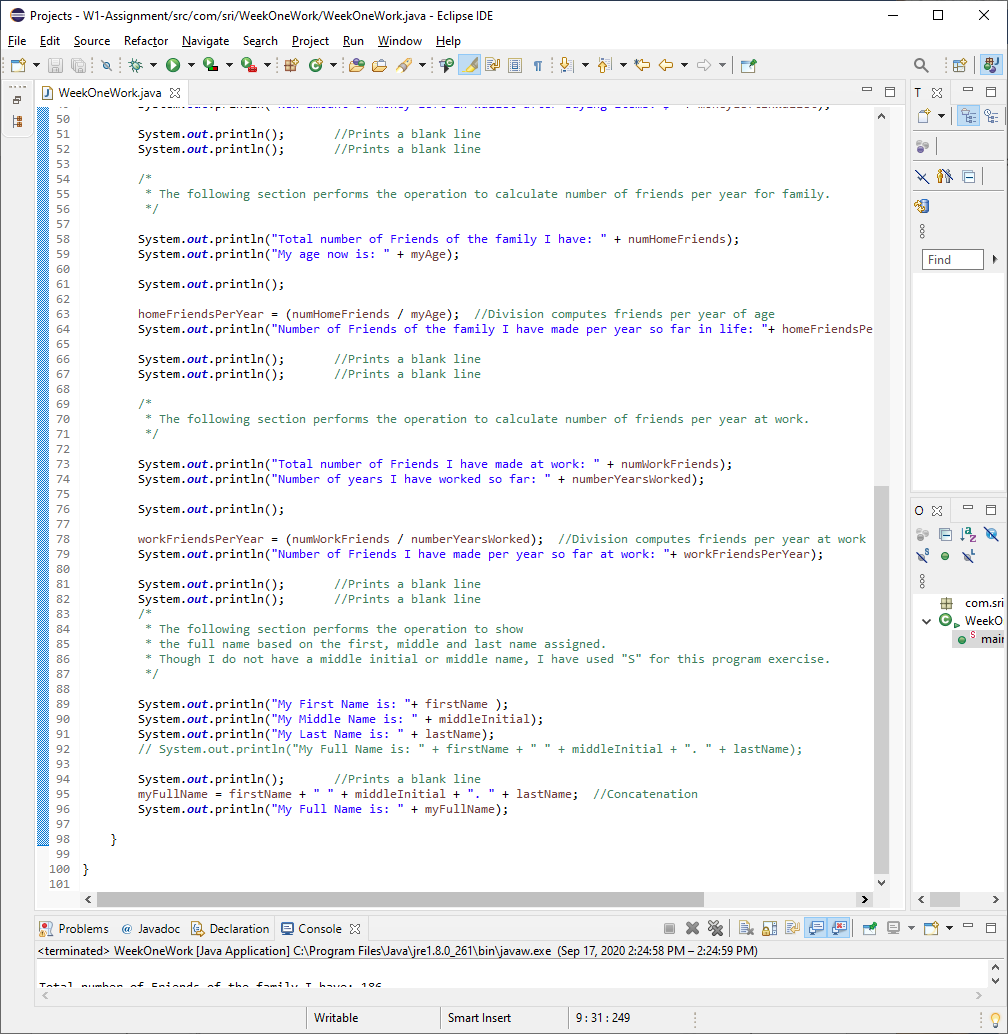 Projects - W1-Assignment/src/com/sri/WeekOneWork/WeekOneWork.java - Eclipse IDE
File Edit Source Refactor Navigate Search Project Run Window Help
WeekOneWork.java
T
50
51 System.out.println(); //Prints a blank line
52 System.out.println(); //Prints a blank line
53
54 /*
55 * The following section performs the operation to calculate number of friends per year for family.
56 */
57
58 System.out.println("Total number of Friends of the family I have: " + numHomeFriends);
59 System.out.println("My age now is: " + myAge);
60
61 System.out.println();
62
63 homeFriendsPerYear = (numHomeFriends / myAge); //Division computes friends per year of age
64 System.out.println("Number of Friends of the family I have made per year so far in life: "+ homeFriendsPe
65
66 System.out.println(); //Prints a blank line
67 System.out.println(); //Prints a blank line
68
69 /*
70 * The following section performs the operation to calculate number of friends per year at work.
71 */
72
73 System.out.println("Total number of Friends I have made at work: " + numWorkFriends);
74 System.out.println("Number of years I have worked so far: " + numberYearsWorked);
75
76 System.out.println();
77
78 workFriendsPerYear = (numWorkFriends / numberYearsWorked); //Division computes friends per year at work
79 System.out.println("Number of Friends I have made per year so far at work: "+ workFriendsPerYear);
80
81 System.out.println(); //Prints a blank line
82 System.out.println(); //Prints a blank line
83 /*
84 * The following section performs the operation to show
85 * the full name based on the first, middle and last name assigned.
86 * Though I do not have a middle initial or middle name, I have used "S" for this program exercise.
87 */
88
89 System.out.println("My First Name is: "+ firstName );
90 System.out.println("My Middle Name is: " + middleInitial);
91 System.out.println("My Last Name is: " + lastName);
92 // System.out.println("My Full Name is: " + firstName + " " + middleInitial + ". " + lastName);
93
94 System.out.println(); //Prints a blank line
95 myFullName = firstName + " " + middleInitial + ". " + lastName; //Concatenation
96 System.out.println("My Full Name is: " + myFullName);
97
98 }
99
100 }
101
Find
O
com.sri
WeekO
main
Problems @ Javadoc Declaration Console
<terminated> WeekOneWork [Java Application] C:\Program Files\Java\jre1.8.0_261\bin\javaw.exe (Sep 17, 2020 2:24:58 PM – 2:24:59 PM)
Total number of Friends of the family I have: 186
Writable Smart Insert 9 : 31 : 249